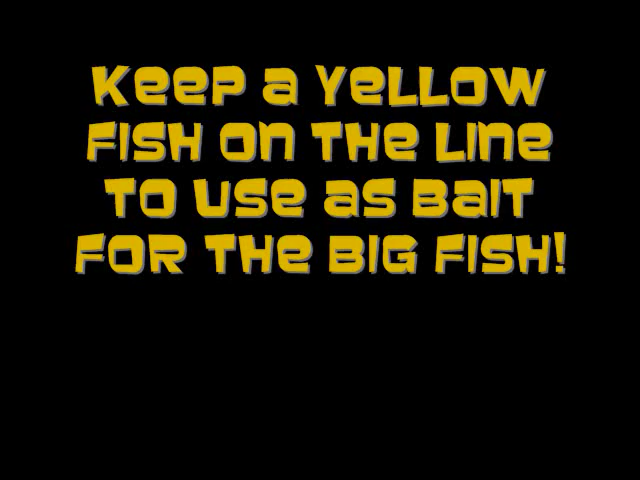 Keep a Yellow
Fish on the Line
to use as bait
for the Big Fish!